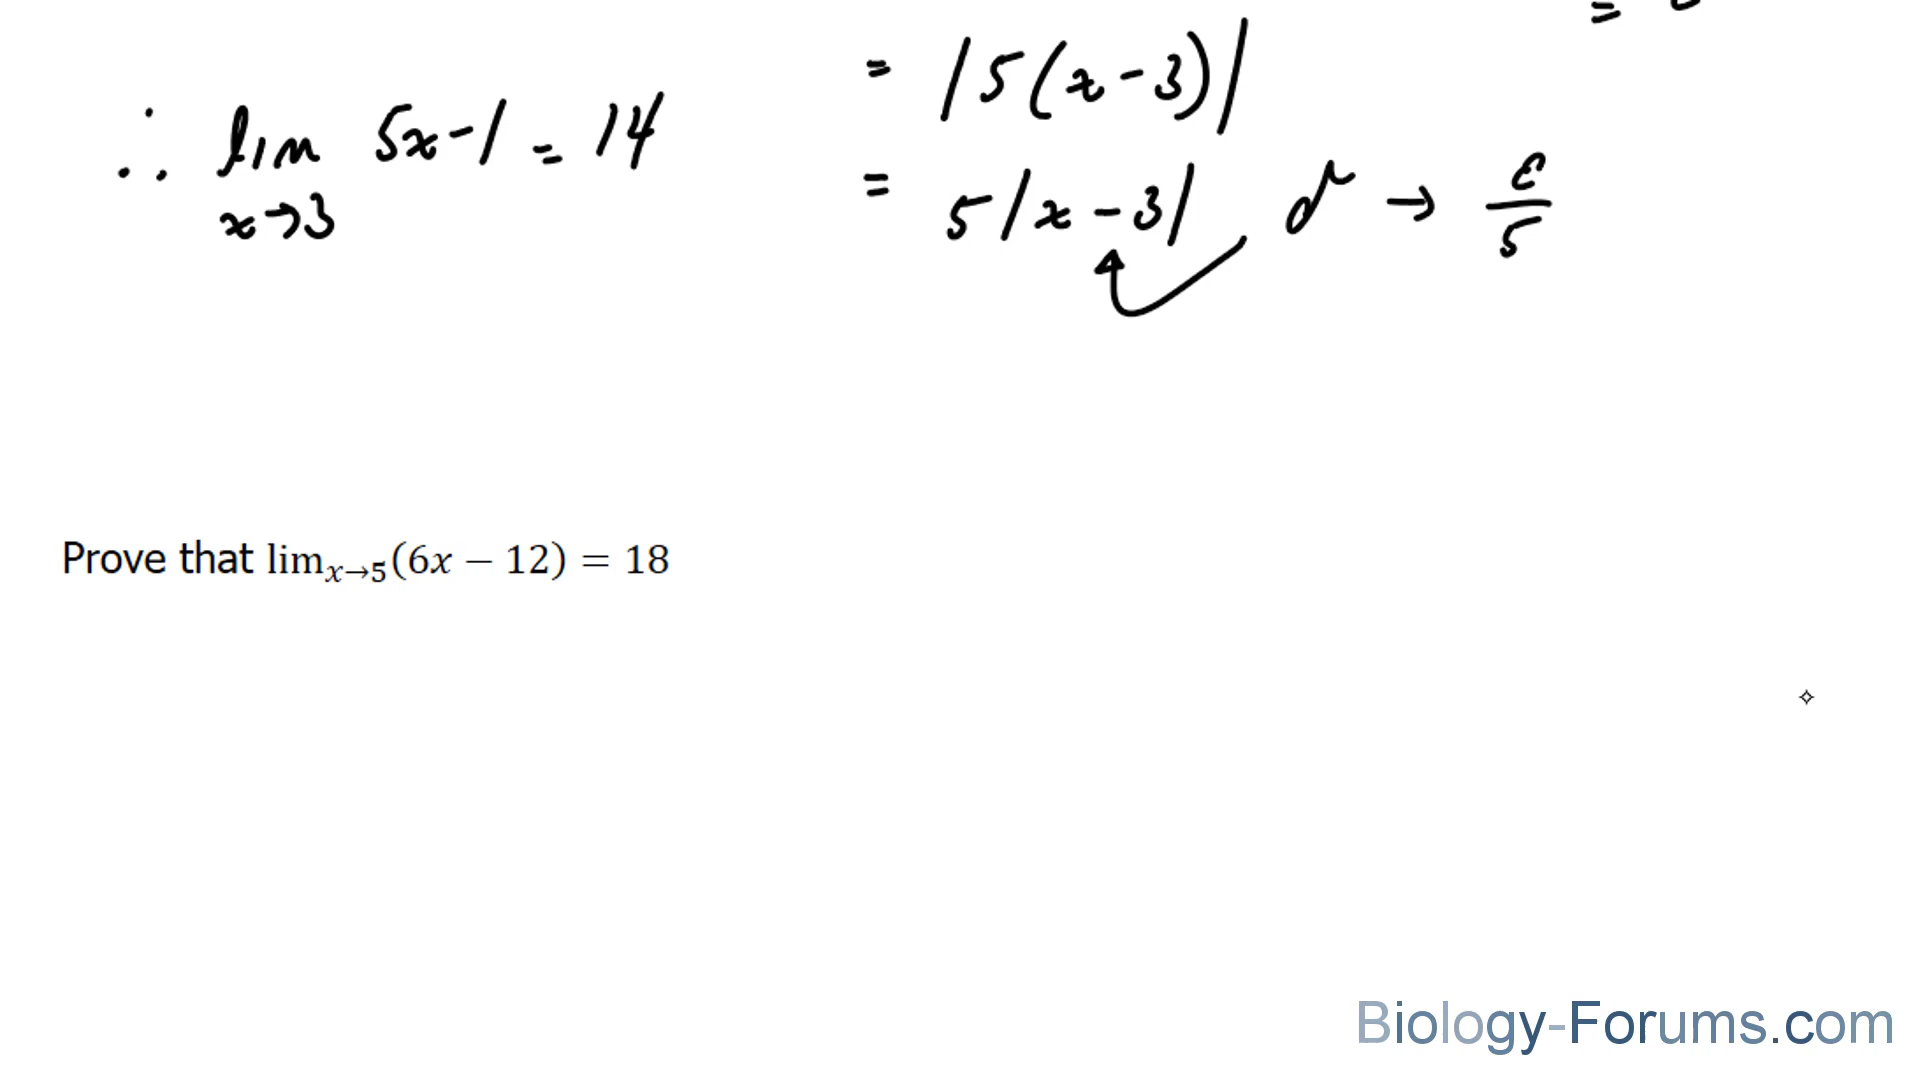 = |5(x-3)|
∴ lim 5x-1 = 14
x→3
= 5|x-3| δ → ε/5
Prove that limₓ→₅(6x − 12) = 18
Biology-Forums.com